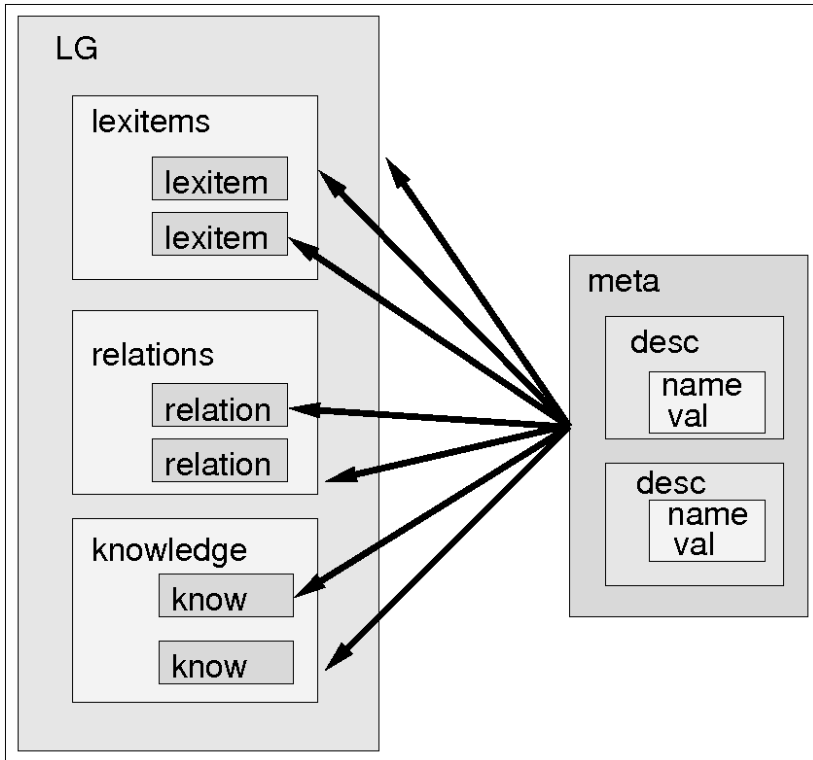 LG
lexitems
lexitem
lexitem
relations
relation
relation
knowledge
know
know
meta
desc
name
val
desc
name
val